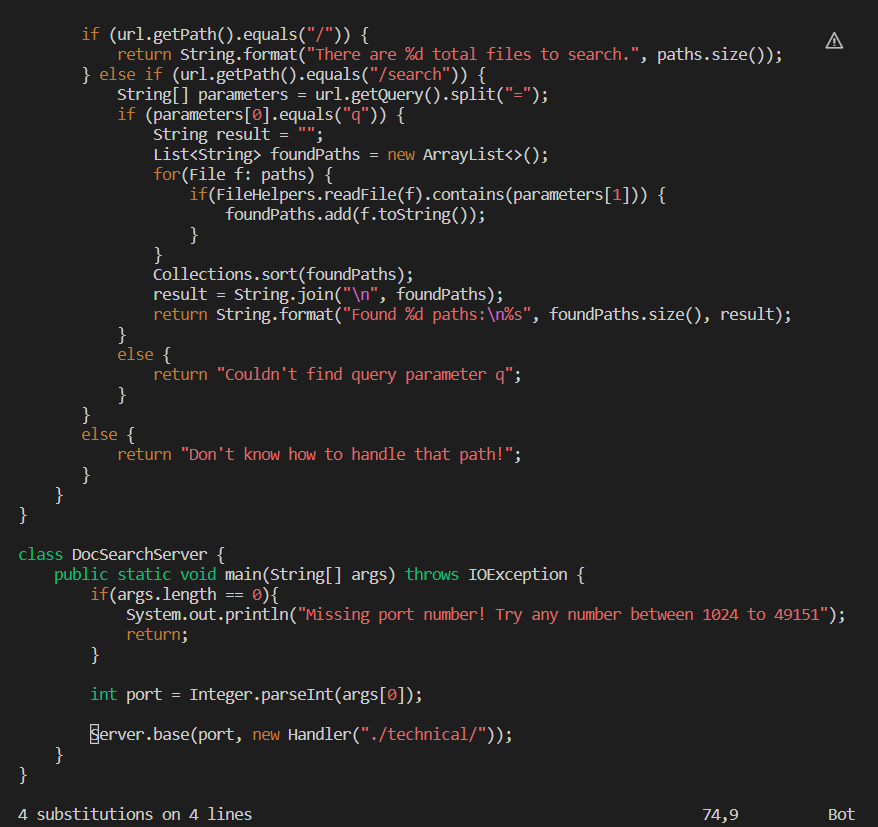 if (url.getPath().equals("/")) {
            return String.format("There are %d total files to search.", paths.size());
        } else if (url.getPath().equals("/search")) {
            String[] parameters = url.getQuery().split("=");
            if (parameters[0].equals("q")) {
                String result = "";
                List<String> foundPaths = new ArrayList<>();
                for(File f: paths) {
                    if(FileHelpers.readFile(f).contains(parameters[1])) {
                        foundPaths.add(f.toString());
                    }
                }
                Collections.sort(foundPaths);
                result = String.join("\n", foundPaths);
                return String.format("Found %d paths:\n%s", foundPaths.size(), result);
            }
            else {
                return "Couldn't find query parameter q";
            }
        }
        else {
            return "Don't know how to handle that path!";
        }
    }
}

class DocSearchServer {
    public static void main(String[] args) throws IOException {
        if(args.length == 0){
            System.out.println("Missing port number! Try any number between 1024 to 49151");
            return;
        }

        int port = Integer.parseInt(args[0]);

        Server.base(port, new Handler("./technical/"));
    }
}

4 substitutions on 4 lines 74,9 Bot